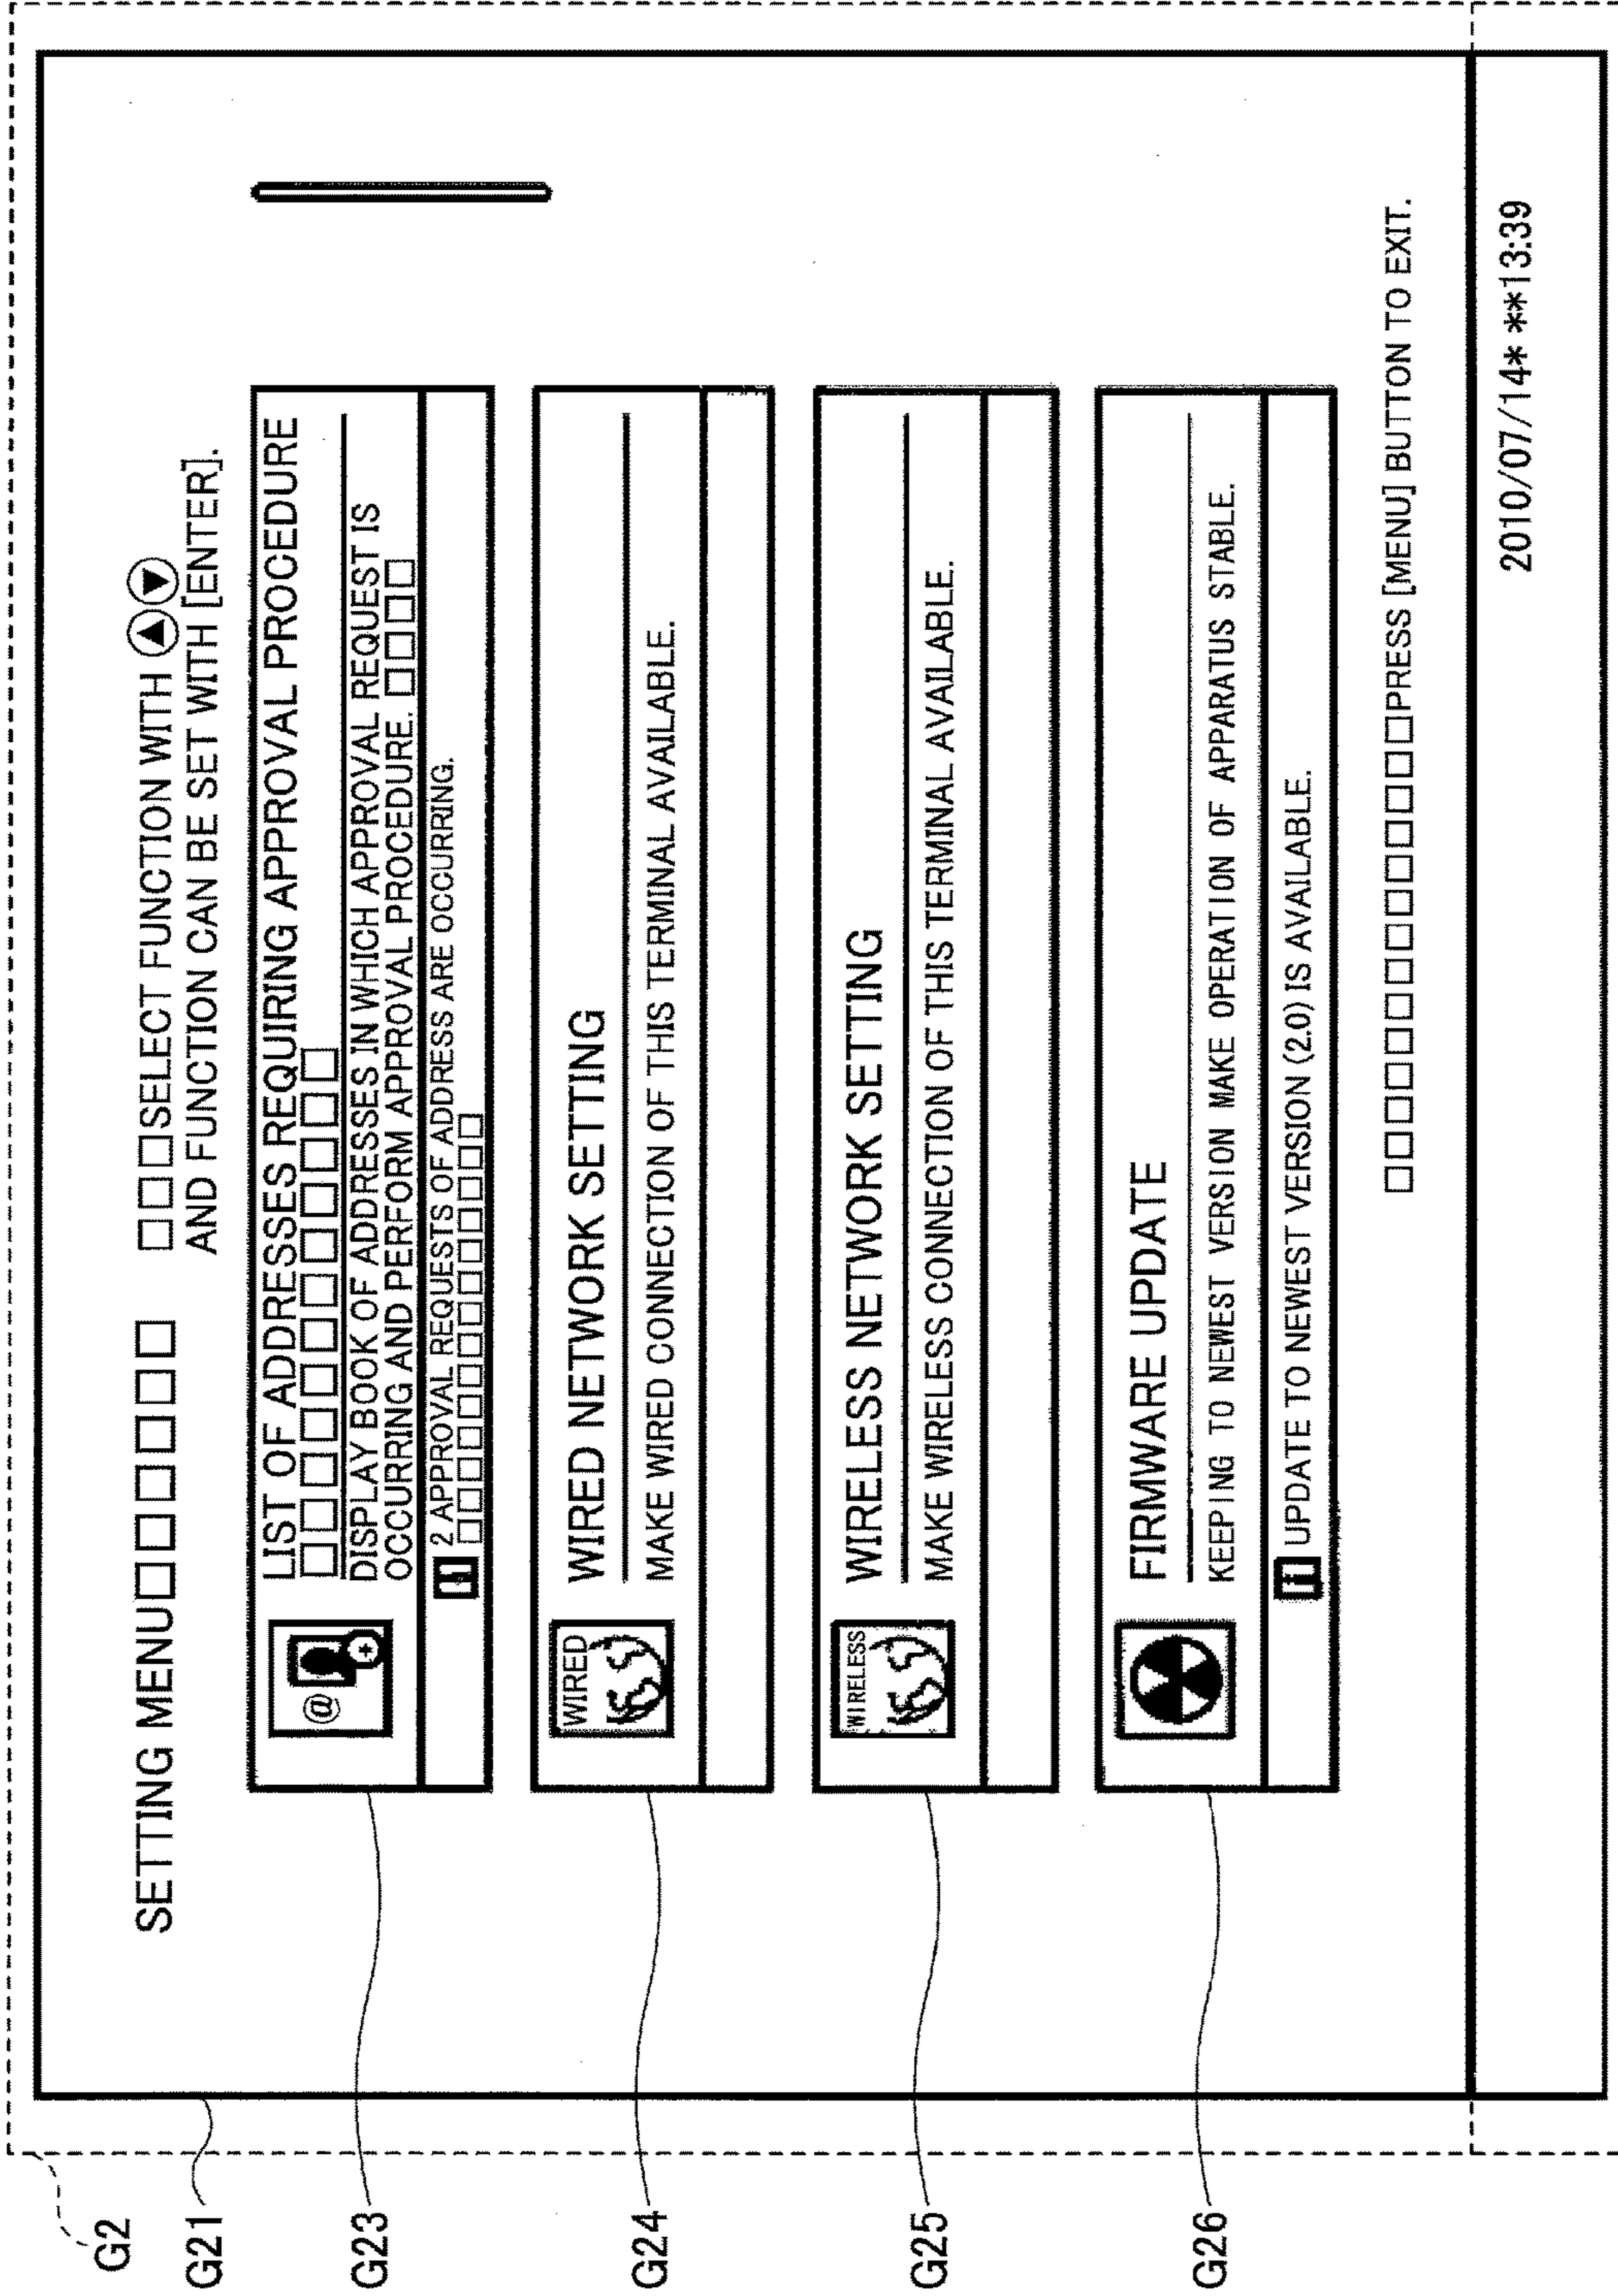 G2
G21
SETTING MENU□□□□□□
□□□SELECT FUNCTION WITH ▲▼
AND FUNCTION CAN BE SET WITH [ENTER].
G23
@
LIST OF ADDRESSES REQUIRING APPROVAL PROCEDURE
□□□□□□□□□□□□
DISPLAY BOOK OF ADDRESSES IN WHICH APPROVAL REQUEST IS
OCCURRING AND PERFORM APPROVAL PROCEDURE. □□□□
2 APPROVAL REQUESTS OF ADDRESS ARE OCCURRING.
□□□□□□□□□□□□□□
G24
WIRED
WIRED NETWORK SETTING
MAKE WIRED CONNECTION OF THIS TERMINAL AVAILABLE.
G25
WIRELESS
WIRELESS NETWORK SETTING
MAKE WIRELESS CONNECTION OF THIS TERMINAL AVAILABLE.
G26
FIRMWARE UPDATE
KEEPING TO NEWEST VERSION MAKE OPERATION OF APPARATUS STABLE.
i UPDATE TO NEWEST VERSION (2.0) IS AVAILABLE.
□□□□□□□□□□□□□□PRESS [MENU] BUTTON TO EXIT.
2010/07/14* **13:39